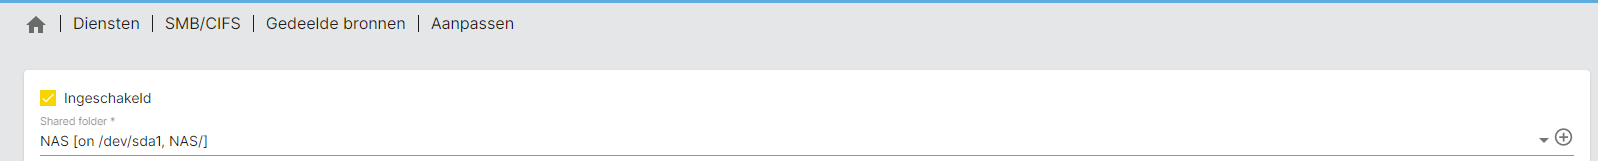 Diensten | SMB/CIFS | Gedeelde bronnen | Aanpassen
Ingeschakeld
Shared folder *
NAS [on /dev/sda1, NAS/]